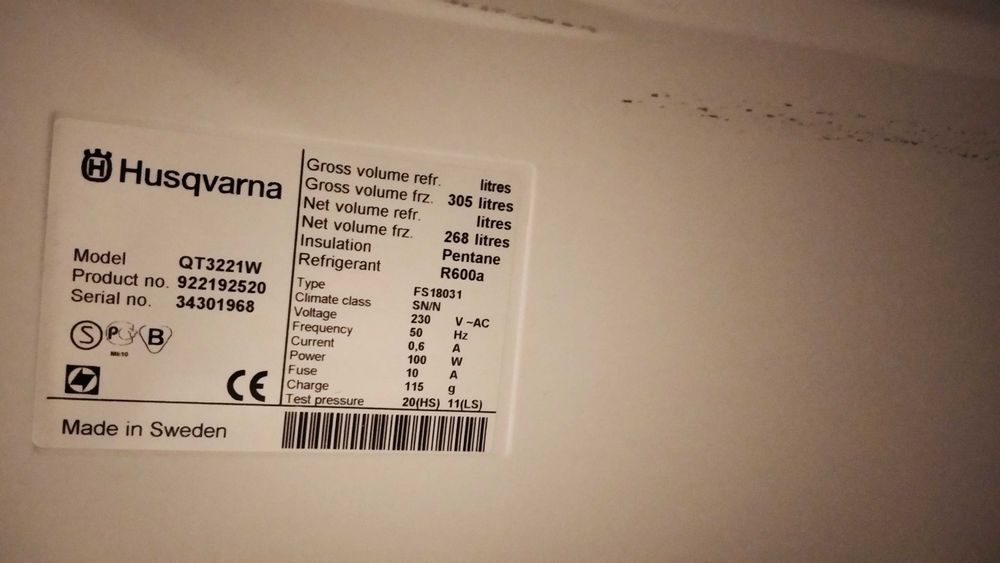 Husqvarna
Model QT3221W
Product no. 922192520
Serial no. 34301968
S B
CE
Made in Sweden
Gross volume refr. litres
Gross volume frz. 305 litres
Net volume refr. litres
Net volume frz. 268 litres
Insulation Pentane
Refrigerant R600a
Type FS18031
Climate class SN/N
Voltage 230 V ~AC
Frequency 50 Hz
Current 0,6 A
Power 100 W
Fuse 10 A
Charge 115 g
Test pressure 20(HS) 11(LS)